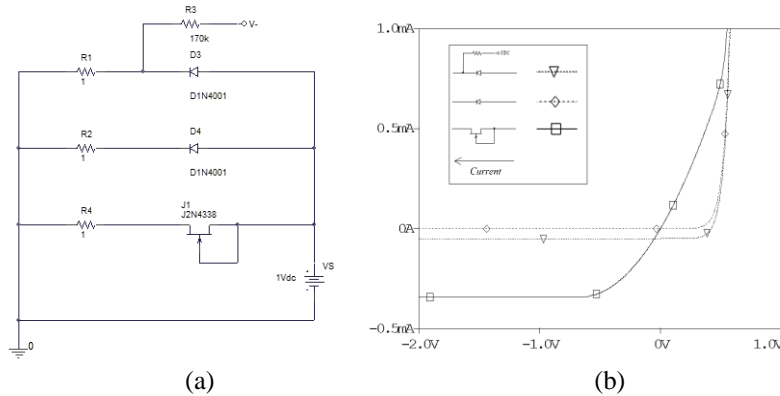 R3
V-
170k
R1
D3
1
D1N4001
R2
D4
1
D1N4001
R4
J1
J2N4338
1
VS
1Vdc
0
(a)
1.0mA
0.5mA
0A
-0.5mA
-2.0V
-1.0V
0V
1.0V
Current
(b)